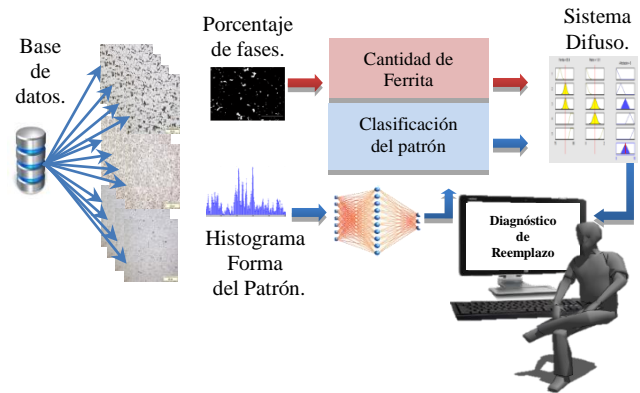 Base
de
datos.
Porcentaje
de fases.
Cantidad de
Ferrita
Clasificación
del patrón
Sistema
Difuso.
Histograma
Forma
del Patrón.
Diagnóstico
de
Reemplazo